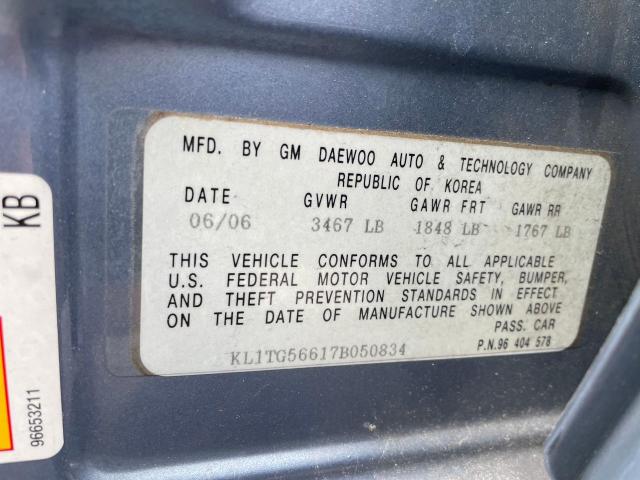 MFD. BY GM DAEWOO AUTO & TECHNOLOGY COMPANY
REPUBLIC OF KOREA
DATE GVWR GAWR FRT GAWR RR
06/06 3467 LB 1848 LB 1767 LB
THIS VEHICLE CONFORMS TO ALL APPLICABLE
U.S. FEDERAL MOTOR VEHICLE SAFETY, BUMPER,
AND THEFT PREVENTION STANDARDS IN EFFECT
ON THE DATE OF MANUFACTURE SHOWN ABOVE
PASS. CAR
KL1TG56617B050834 P.N.96 404 578
KB
96653211